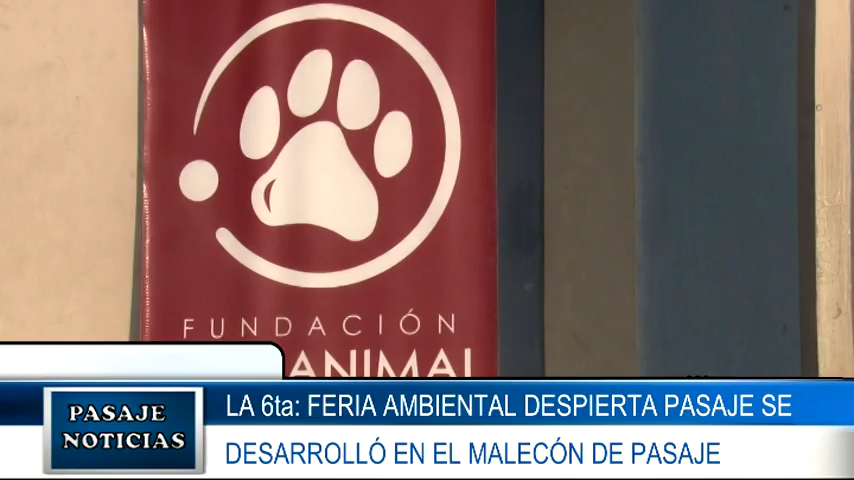 FUNDACIÓN
ANIMAL
LA 6ta: FERIA AMBIENTAL DESPIERTA PASAJE SE
DESARROLLÓ EN EL MALECÓN DE PASAJE
PASAJE
NOTICIAS